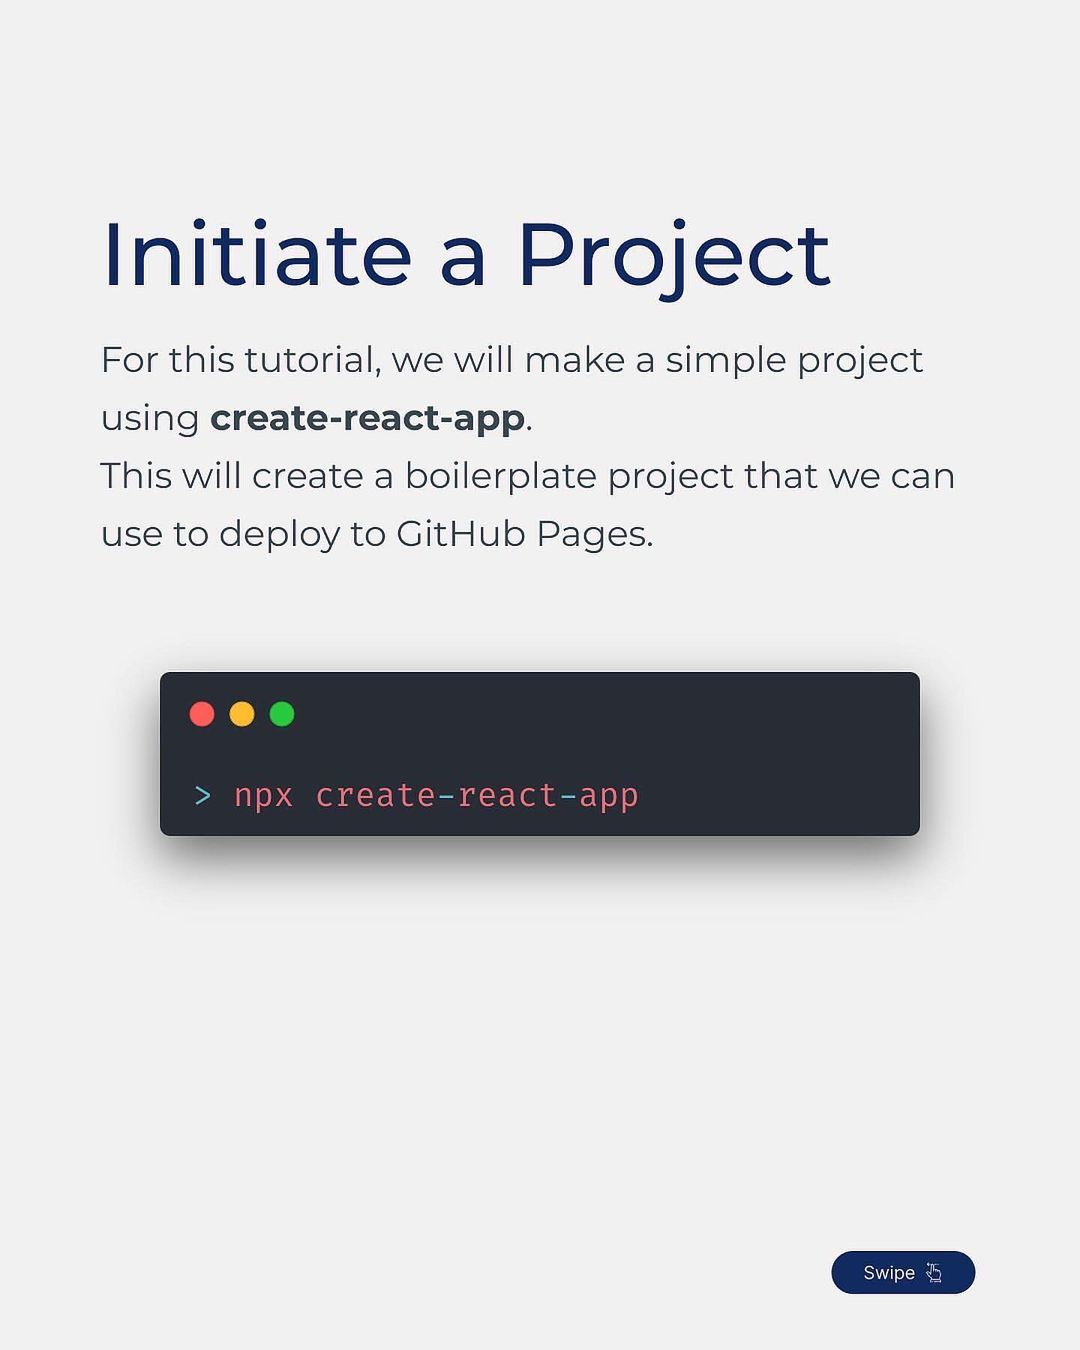 Initiate a Project
For this tutorial, we will make a simple project
using create-react-app.
This will create a boilerplate project that we can
use to deploy to GitHub Pages.
> npx create-react-app
Swipe